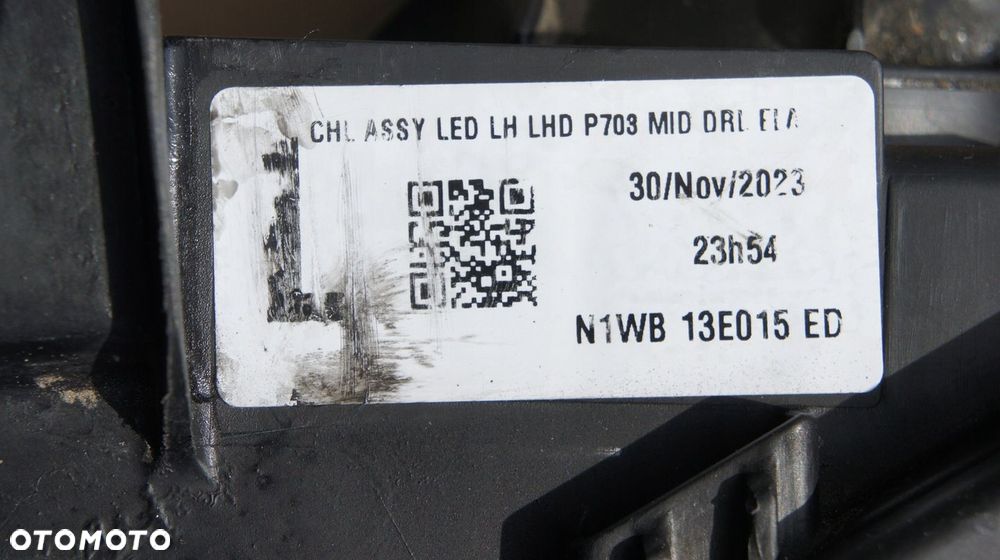 CHL ASSY LED LH LHD P703 MID DRL
L
30/Nov/2023
23h54
N1WB 13E015 ED
OTOMOTO